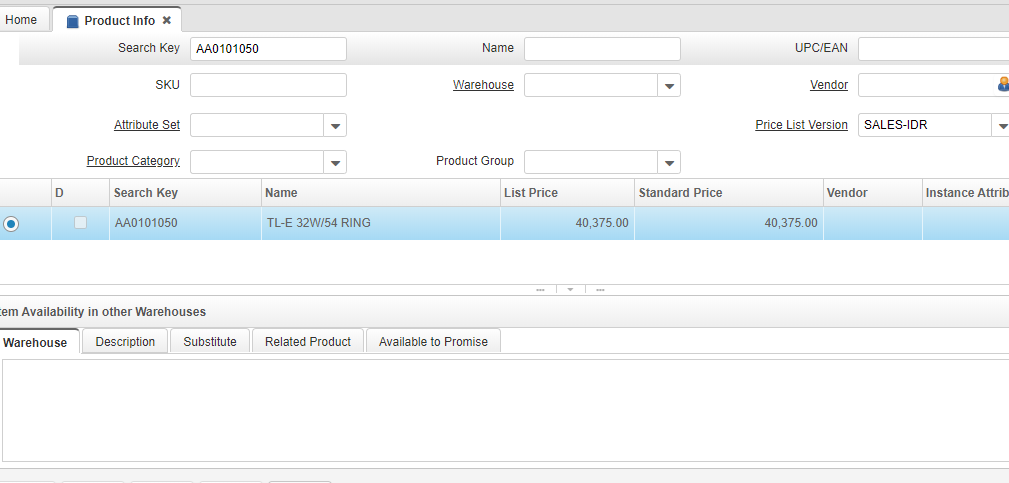 Home Product Info
Search Key AA0101050 Name UPC/EAN
SKU Warehouse Vendor
Attribute Set Price List Version SALES-IDR
Product Category Product Group
D Search Key Name List Price Standard Price Vendor Instance Attrib
AA0101050 TL-E 32W/54 RING 40,375.00 40,375.00
tem Availability in other Warehouses
Warehouse Description Substitute Related Product Available to Promise